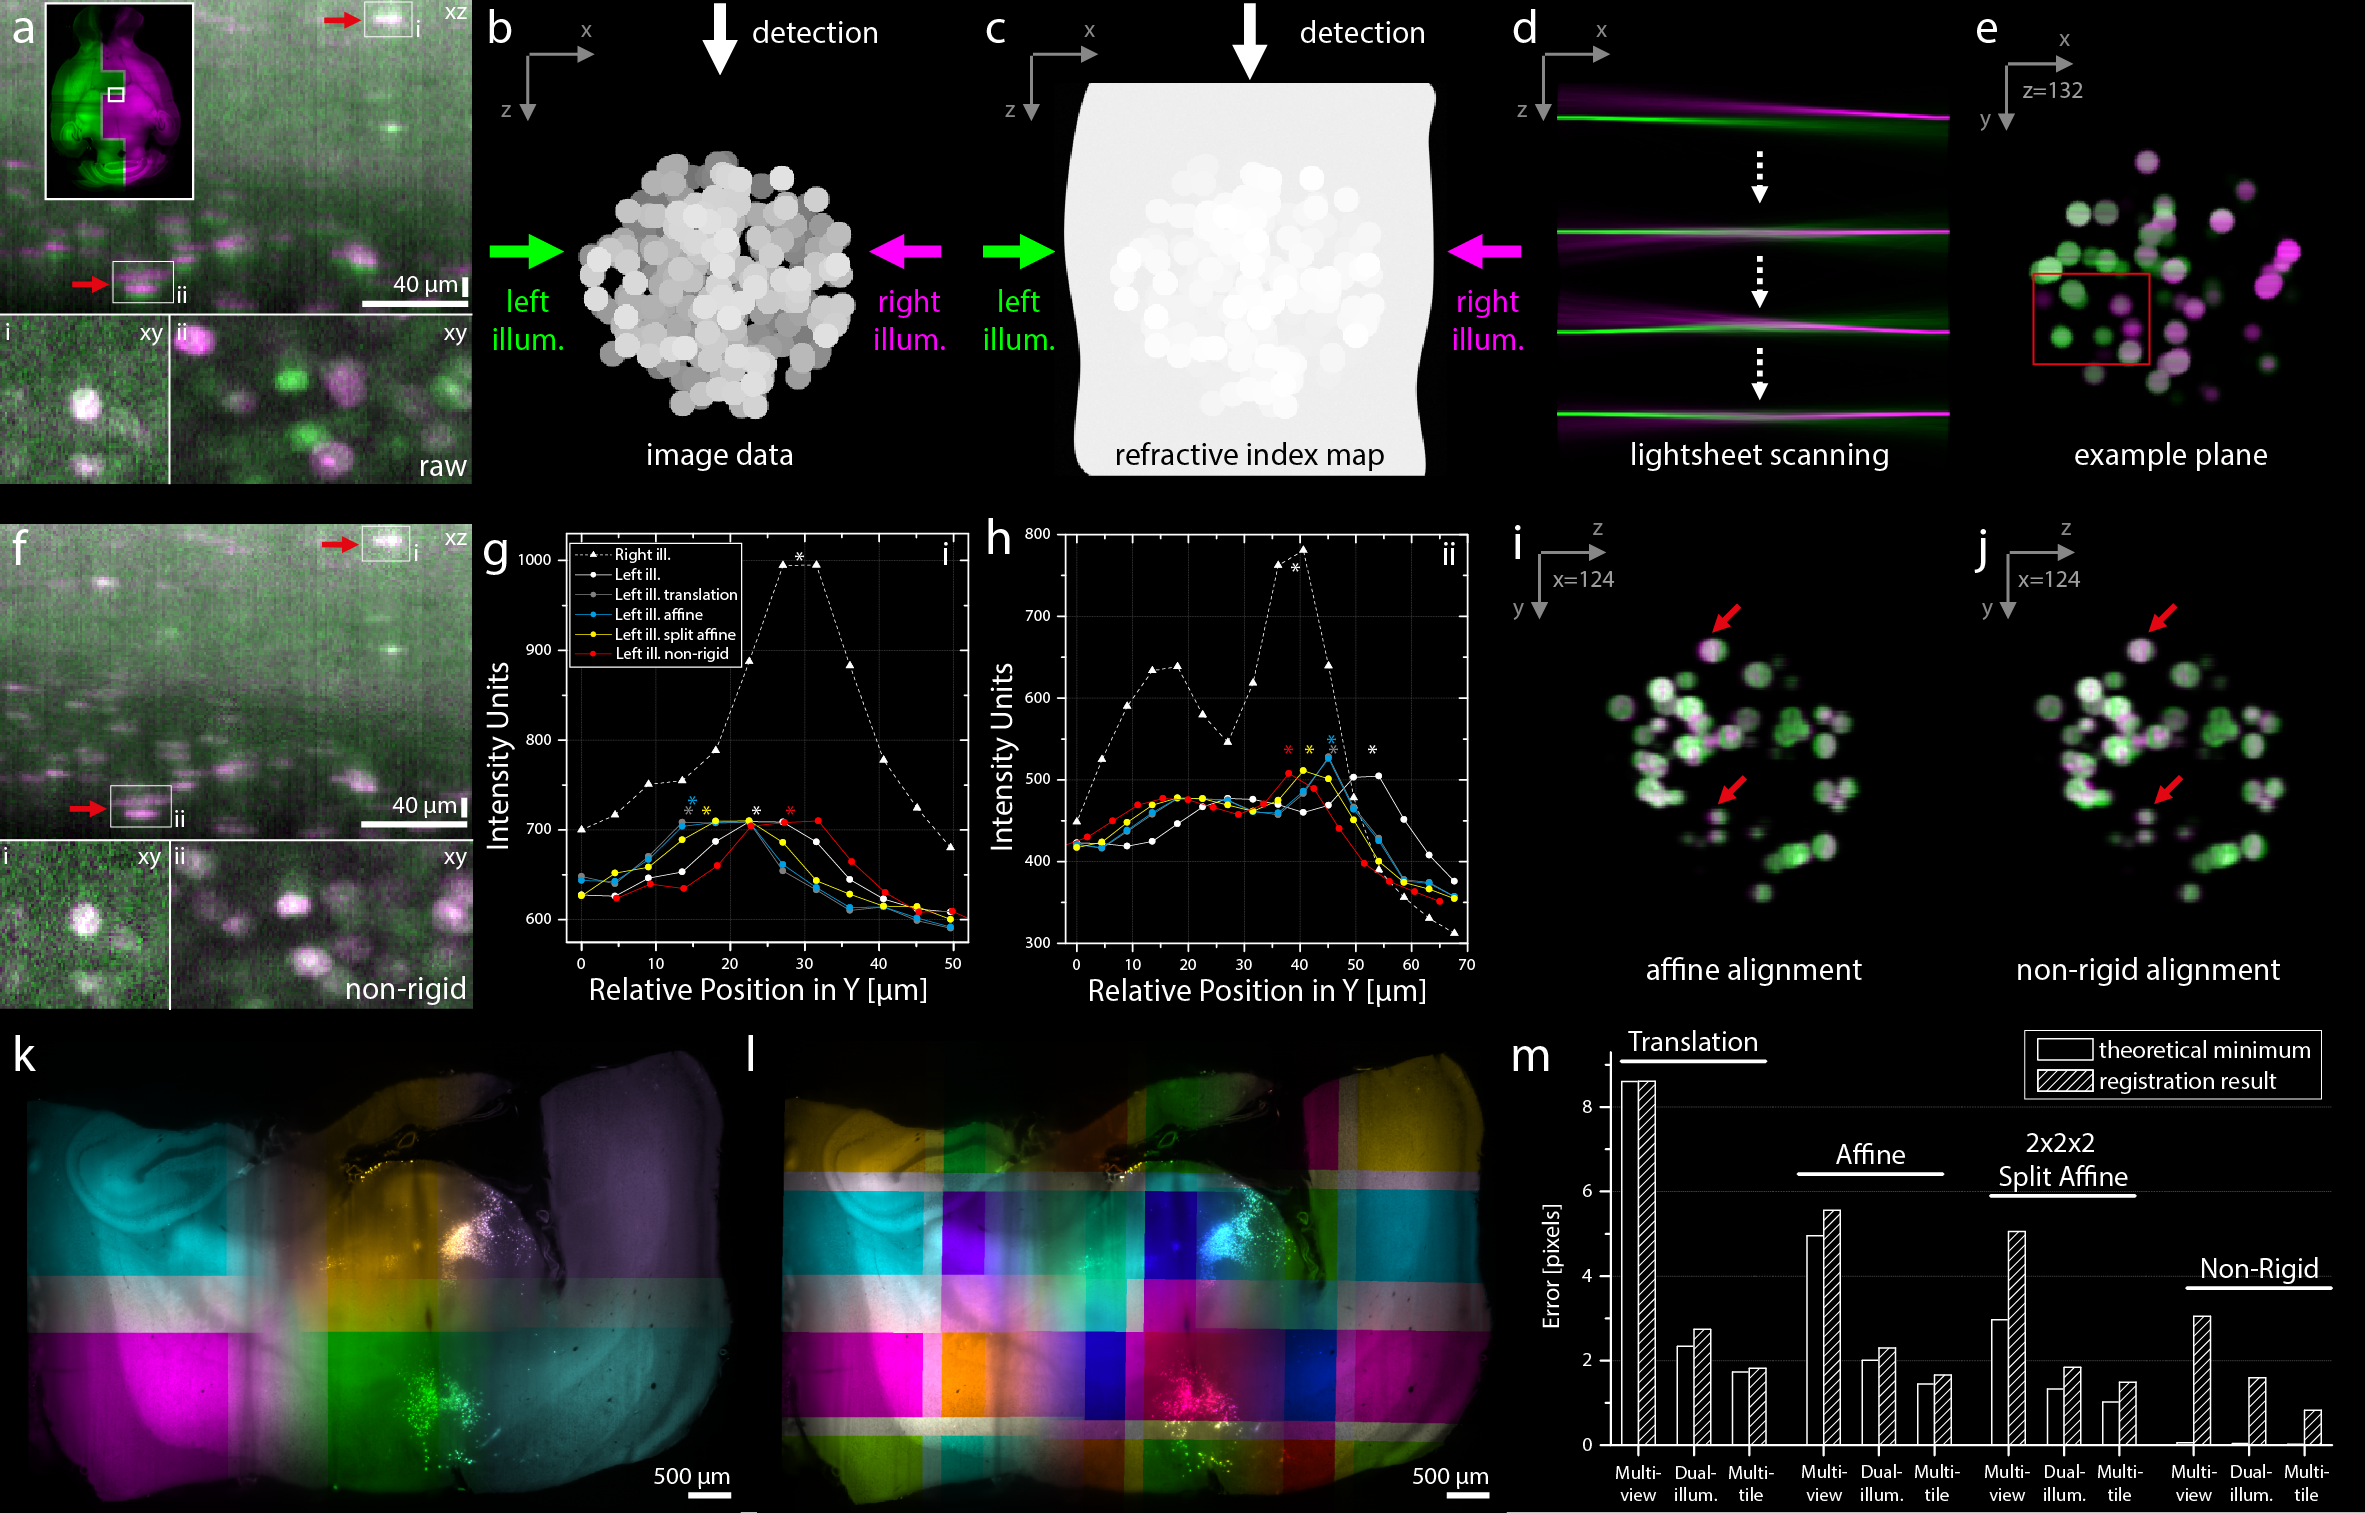 a
xz
i
ii
40 µm
i
xy
ii
xy
raw
b
x
z
detection
left
illum.
right
illum.
image data
c
x
z
detection
left
illum.
right
illum.
refractive index map
d
x
z
lightsheet scanning
e
x
z=132
y
example plane
f
xz
i
ii
40 µm
i
xy
ii
xy
non-rigid
g
i
Right ill.
Left ill.
Left ill. translation
Left ill. affine
Left ill. split affine
Left ill. non-rigid
*
* * * * *
Intensity Units
1000
900
800
700
600
0 10 20 30 40 50
Relative Position in Y [µm]
h
ii
*
* * * * *
Intensity Units
800
700
600
500
400
300
0 10 20 30 40 50 60 70
Relative Position in Y [µm]
i
z
x=124
y
affine alignment
j
z
x=124
y
non-rigid alignment
k
500 µm
l
500 µm
m
theoretical minimum
registration result
Translation
Affine
2x2x2
Split Affine
Non-Rigid
Error [pixels]
8
6
4
2
0
Multi-
view
Dual-
illum.
Multi-
tile
Multi-
view
Dual-
illum.
Multi-
tile
Multi-
view
Dual-
illum.
Multi-
tile
Multi-
view
Dual-
illum.
Multi-
tile